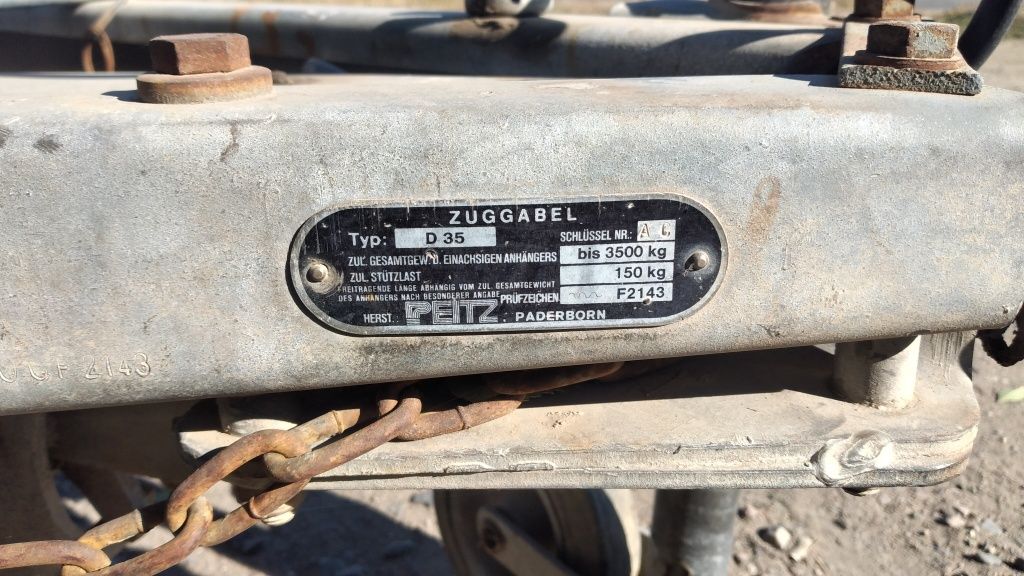 ZUGGABEL
Typ: D 35 SCHLÜSSEL NR.: A
ZUL. GESAMTGEW. D. EINACHSIGEN ANHÄNGERS bis 3500 kg
ZUL. STÜTZLAST 150 kg
FREITRAGENDE LÄNGE ABHÄNGIG VOM ZUL. GESAMTGEWICHT
DES ANHÄNGERS NACH BESONDERER ANGABE PRÜFZEICHEN F2143
HERST. PEITZ PADERBORN
F 2143